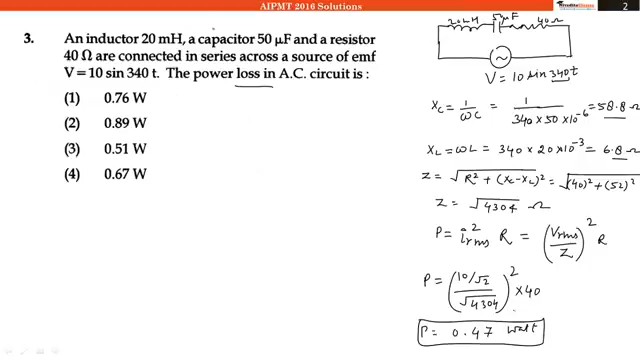 AIPMT 2016 Solutions
2
3. An inductor 20 mH, a capacitor 50 μF and a resistor
40 Ω are connected in series across a source of emf
V = 10 sin 340 t. The power loss in A.C. circuit is :
(1) 0.76 W
(2) 0.89 W
(3) 0.51 W
(4) 0.67 W
20mH 40Ω
V = 10 sin 340 t
X_C = 1/ωC = 1/(340 × 50 × 10⁻⁶) = 58.8 Ω
X_L = ωL = 340 × 20 × 10⁻³ = 6.8 Ω
Z = √(R² + (X_C − X_L)²) = √((40)² + (52)²)
Z = √4304 Ω
P = i²rms R = (Vrms/Z)² R
P = ((10/√2)/√4304)² × 40
P = 0.47 watt